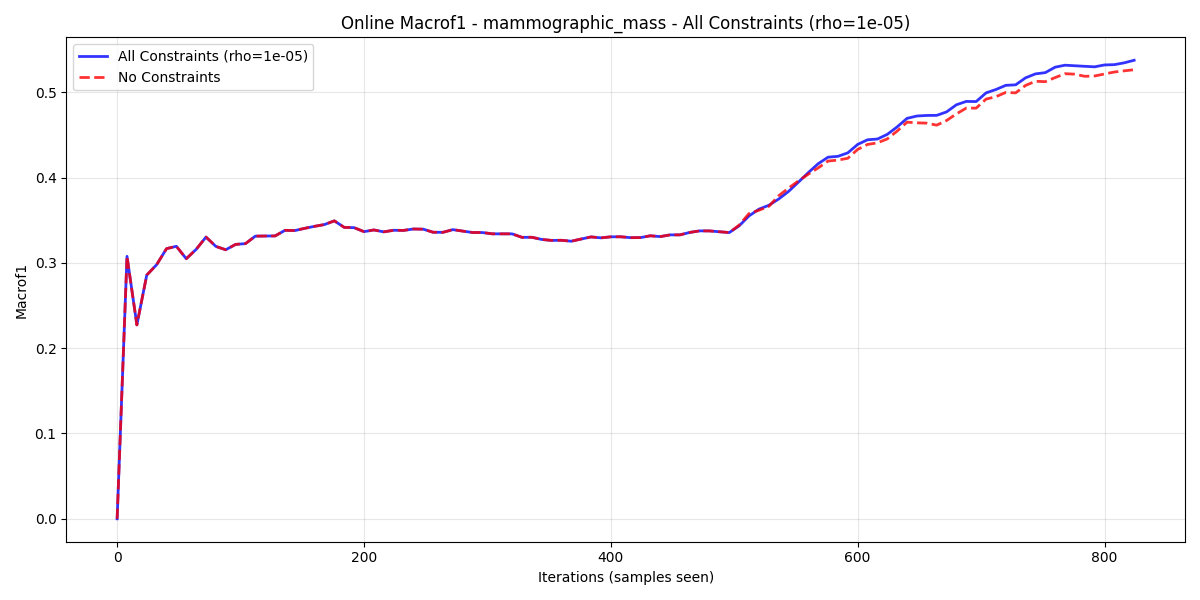 Online Macrof1 - mammographic_mass - All Constraints (rho=1e-05)
All Constraints (rho=1e-05)
No Constraints
Macrof1
0.5
0.4
0.3
0.2
0.1
0.0
0 200 400 600 800
Iterations (samples seen)